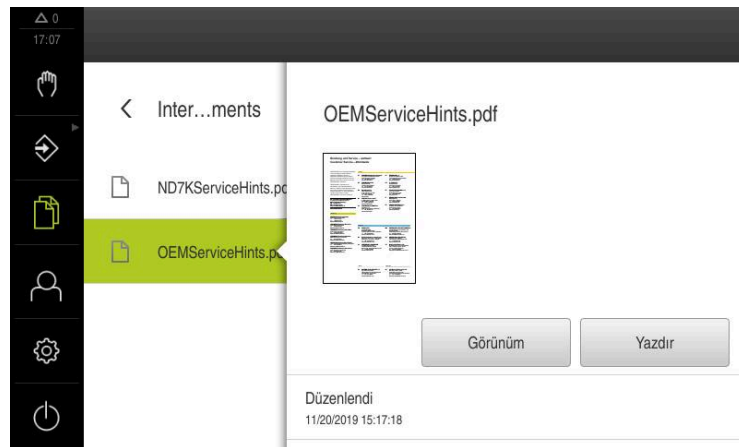 0
17:07
Inter...ments
ND7KServiceHints.pd
OEMServiceHints.pd
OEMServiceHints.pdf
Görünüm
Yazdır
Düzenlendi
11/20/2019 15:17:18